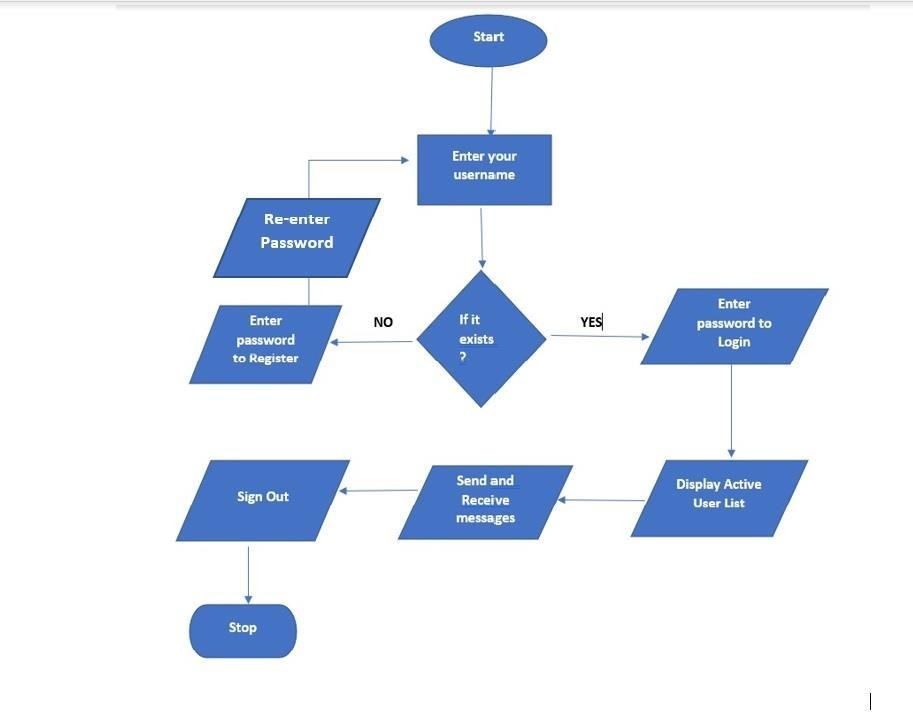 Start
Enter your
username
Re-enter
Password
If it
exists
?
NO
YES
Enter
password
to Register
Enter
password to
Login
Display Active
User List
Send and
Receive
messages
Sign Out
Stop